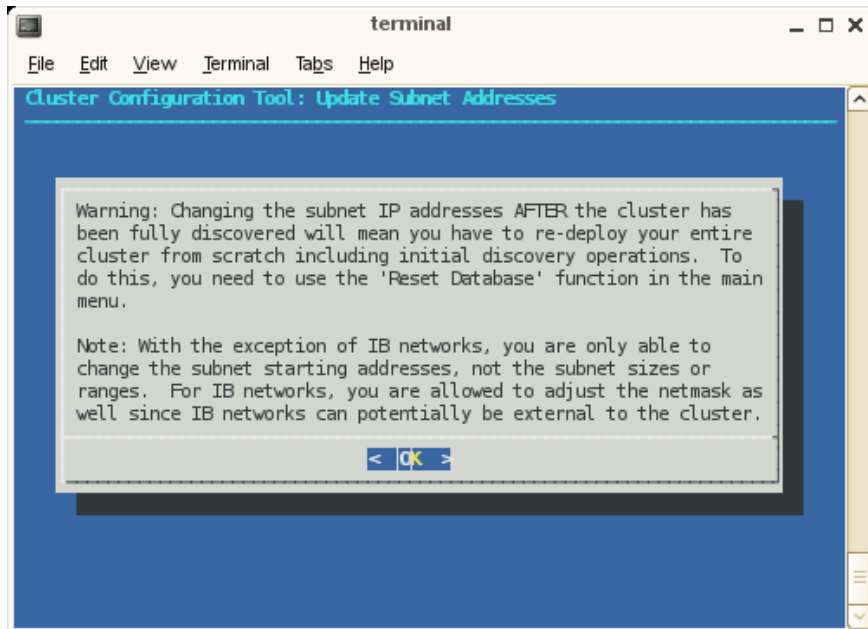 terminal
File Edit View Terminal Tabs Help
Cluster Configuration Tool: Update Subnet Addresses
Warning: Changing the subnet IP addresses AFTER the cluster has
been fully discovered will mean you have to re-deploy your entire
cluster from scratch including initial discovery operations.  To
do this, you need to use the 'Reset Database' function in the main
menu.
Note: With the exception of IB networks, you are only able to
change the subnet starting addresses, not the subnet sizes or
ranges.  For IB networks, you are allowed to adjust the netmask as
well since IB networks can potentially be external to the cluster.
< OK >